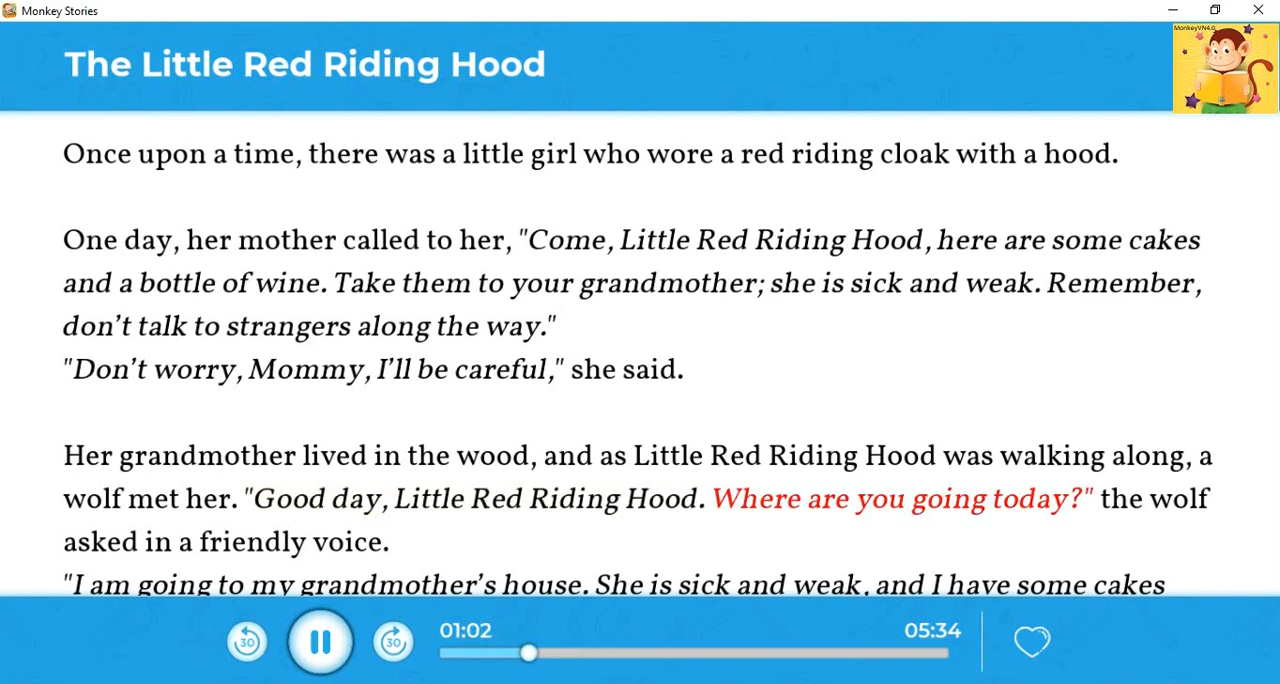 Monkey Stories
The Little Red Riding Hood
MonkeyVN4.0
Once upon a time, there was a little girl who wore a red riding cloak with a hood.
One day, her mother called to her, "Come, Little Red Riding Hood, here are some cakes
and a bottle of wine. Take them to your grandmother; she is sick and weak. Remember,
don’t talk to strangers along the way."
"Don’t worry, Mommy, I’ll be careful," she said.
Her grandmother lived in the wood, and as Little Red Riding Hood was walking along, a
wolf met her. "Good day, Little Red Riding Hood. Where are you going today?" the wolf
asked in a friendly voice.
"I am going to my grandmother’s house. She is sick and weak, and I have some cakes
30
30
01:02
05:34